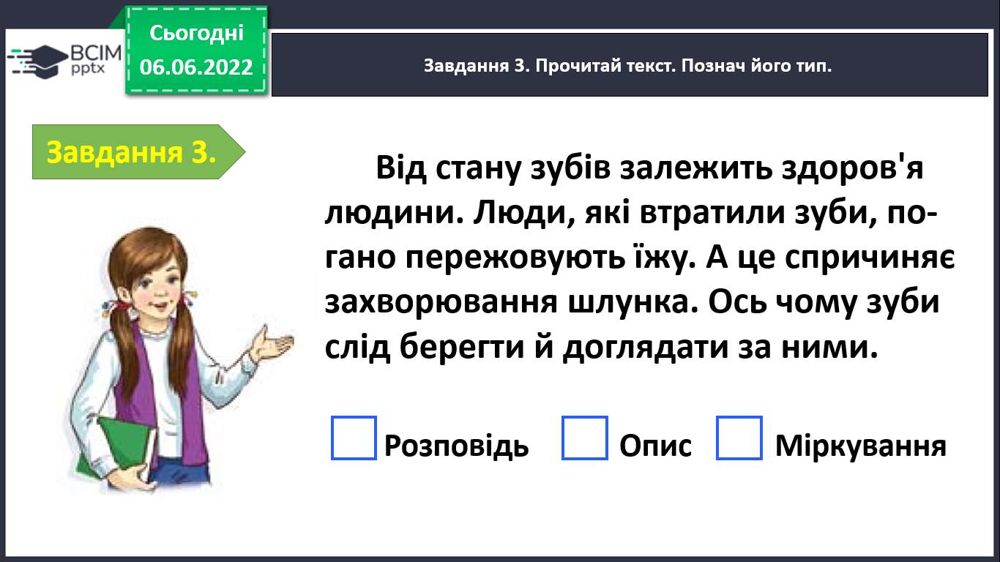 Сьогодні
06.06.2022
ВСІМ
pptx
Завдання 3. Прочитай текст. Познач його тип.
Завдання 3.
Від стану зубів залежить здоров'я
людини. Люди, які втратили зуби, по-
гано пережовують їжу. А це спричиняє
захворювання шлунка. Ось чому зуби
слід берегти й доглядати за ними.
Розповідь
Опис
Міркування